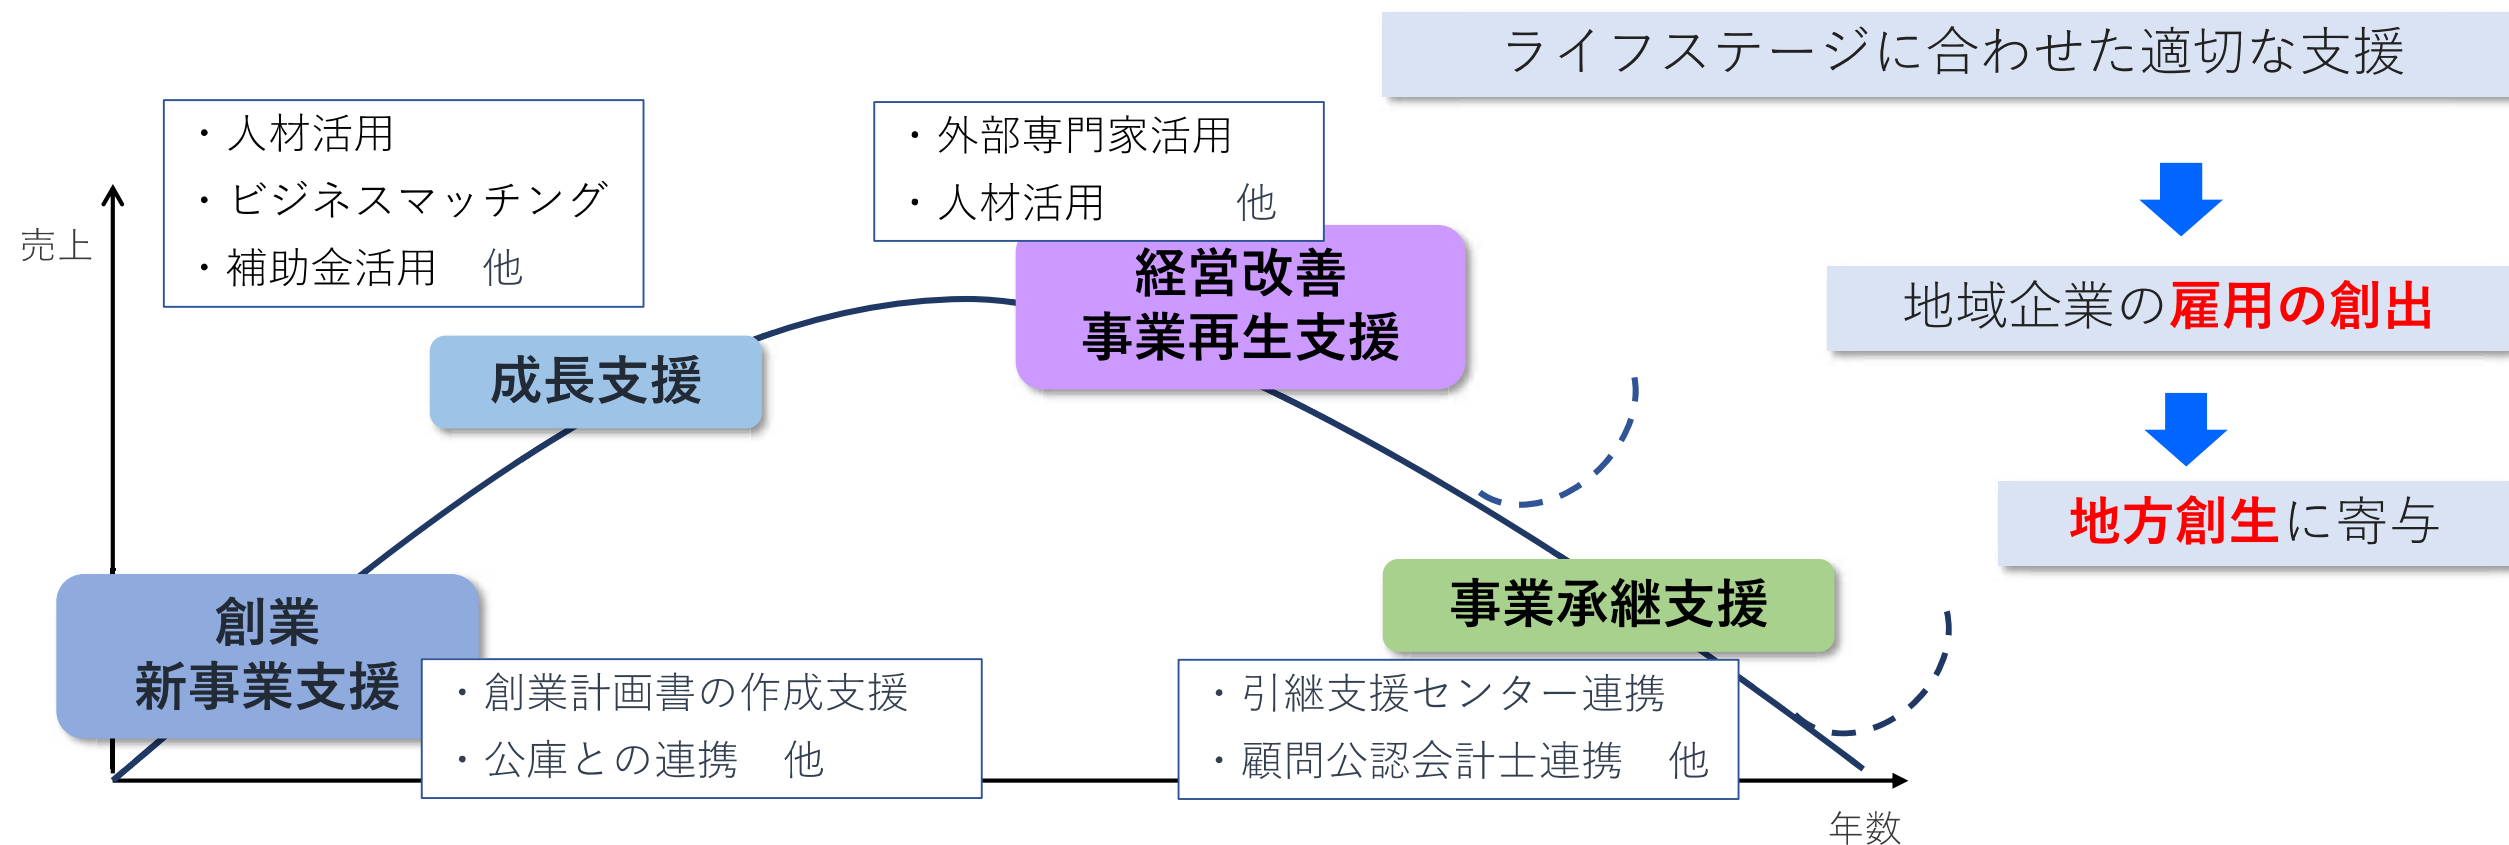 ライフステージに合わせた適切な支援
・人材活用
・ビジネスマッチング
・補助金活用　他
・外部専門家活用
・人材活用　　　他
売上
経営改善
事業再生支援
地域企業の雇用の創出
成長支援
地方創生に寄与
創業
新事業支援
事業承継支援
・創業計画書の作成支援
・公庫との連携　他
・引継支援センター連携
・顧問公認会計士連携　他
年数